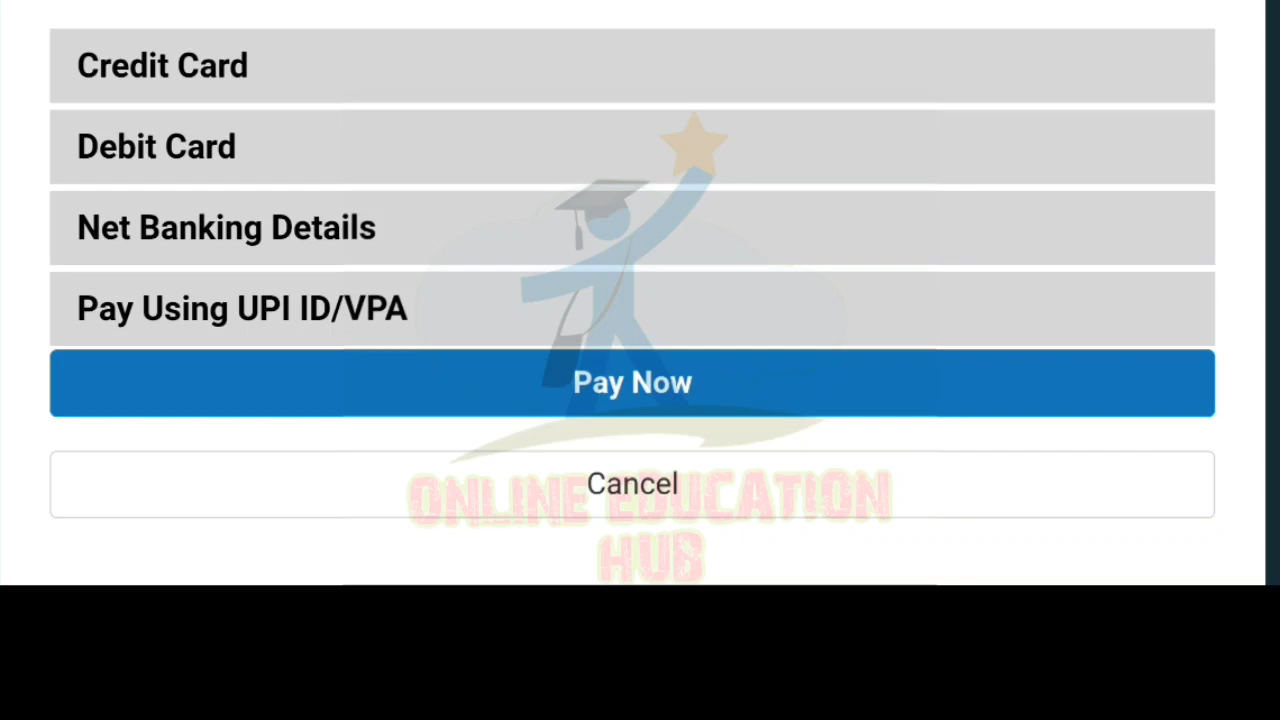 Credit Card
Debit Card
Net Banking Details
Pay Using UPI ID/VPA
Pay Now
Cancel
ONLINE EDUCATION
HUB